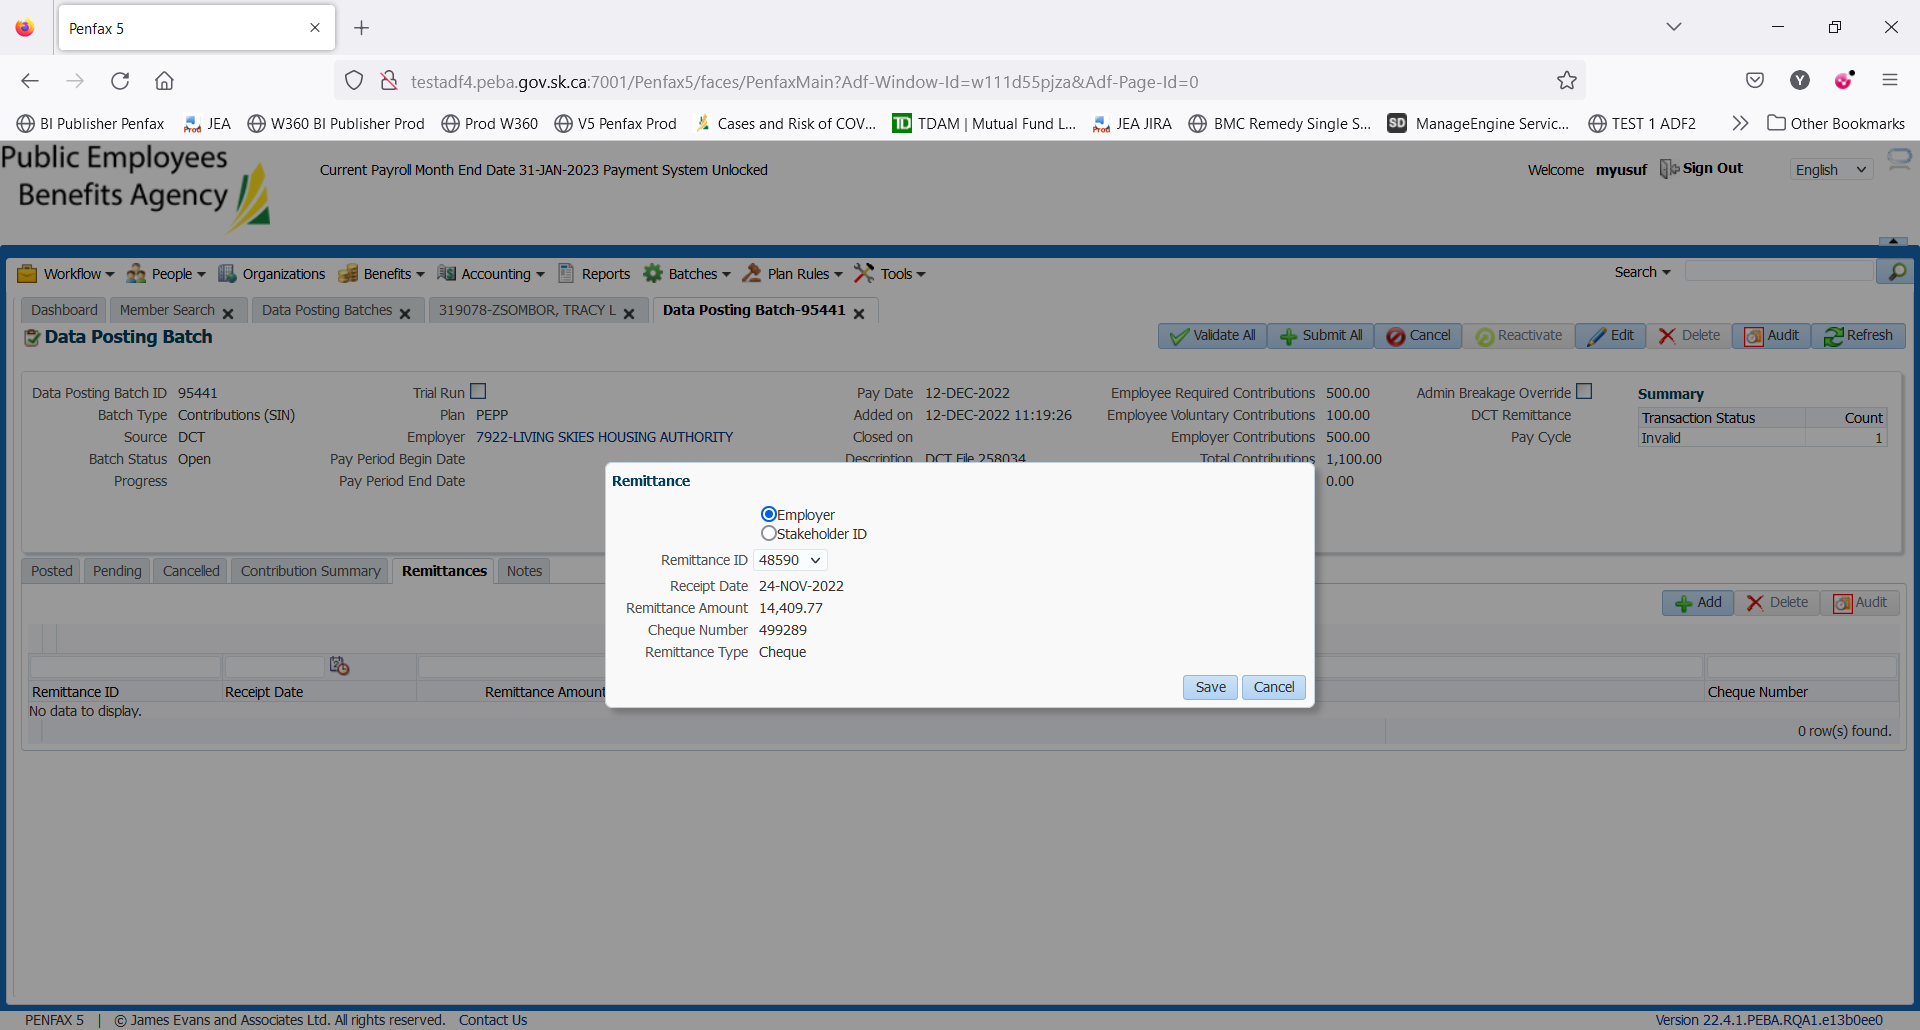 Penfax 5
testadf4.peba.gov.sk.ca:7001/Penfax5/faces/PenfaxMain?Adf-Window-Id=w111d55pjza&Adf-Page-Id=0
BI Publisher Penfax JEA W360 BI Publisher Prod Prod W360 V5 Penfax Prod Cases and Risk of COV... TDAM | Mutual Fund L... JEA JIRA BMC Remedy Single S... ManageEngine Servic... TEST 1 ADF2 Other Bookmarks
Public Employees
Benefits Agency
Current Payroll Month End Date 31-JAN-2023 Payment System Unlocked
Welcome myusuf Sign Out English
Workflow People Organizations Benefits Accounting Reports Batches Plan Rules Tools Search
Dashboard Member Search Data Posting Batches 319078-ZSOMBOR, TRACY L Data Posting Batch-95441
Data Posting Batch
Validate All Submit All Cancel Reactivate Edit Delete Audit Refresh
Data Posting Batch ID 95441 Trial Run Pay Date 12-DEC-2022 Employee Required Contributions 500.00 Admin Breakage Override Summary
Batch Type Contributions (SIN) Plan PEPP Added on 12-DEC-2022 11:19:26 Employee Voluntary Contributions 100.00 DCT Remittance Transaction Status Count
Source DCT Employer 7922-LIVING SKIES HOUSING AUTHORITY Closed on Employer Contributions 500.00 Pay Cycle Invalid 1
Batch Status Open Pay Period Begin Date Description DCT File 258034 Total Contributions 1,100.00
Progress Pay Period End Date 0.00
Remittance
Employer
Stakeholder ID
Remittance ID 48590
Receipt Date 24-NOV-2022
Remittance Amount 14,409.77
Cheque Number 499289
Remittance Type Cheque
Save Cancel
Posted Pending Cancelled Contribution Summary Remittances Notes
Add Delete Audit
Remittance ID Receipt Date Remittance Amount Cheque Number
No data to display.
0 row(s) found.
PENFAX 5 | © James Evans and Associates Ltd. All rights reserved. Contact Us Version 22.4.1.PEBA.RQA1.e13b0ee0